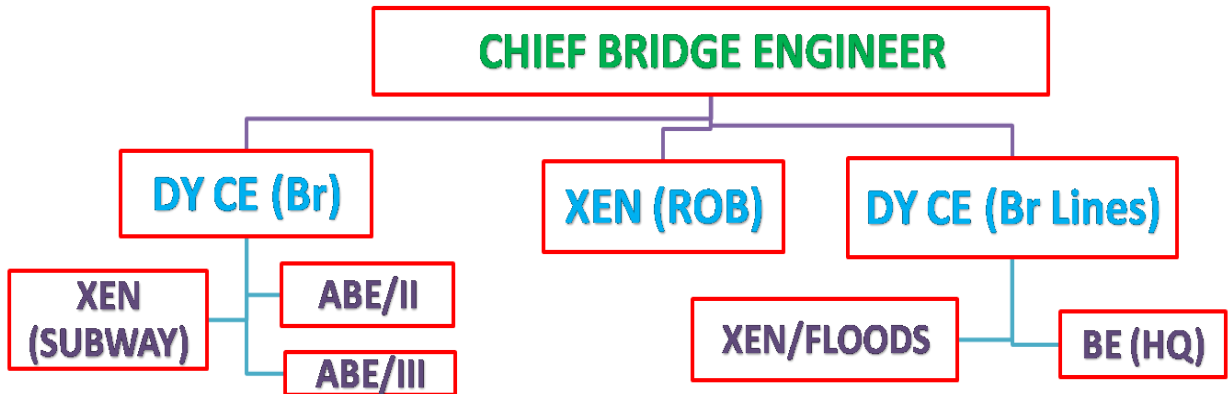 CHIEF BRIDGE ENGINEER
DY CE (Br)
XEN (ROB)
DY CE (Br Lines)
XEN
(SUBWAY)
ABE/II
ABE/III
XEN/FLOODS
BE (HQ)